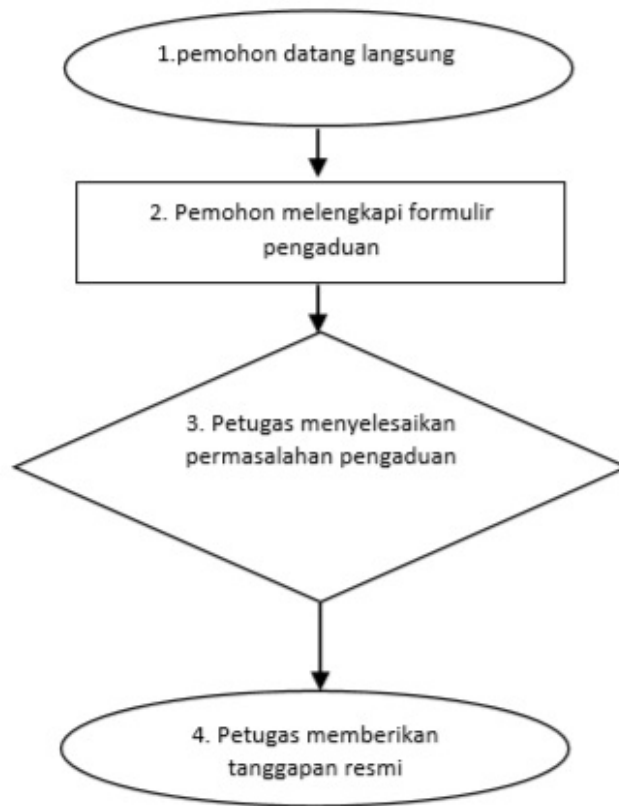 1.pemohon datang langsung
2. Pemohon melengkapi formulir
pengaduan
3. Petugas menyelesaikan
permasalahan pengaduan
4. Petugas memberikan
tanggapan resmi